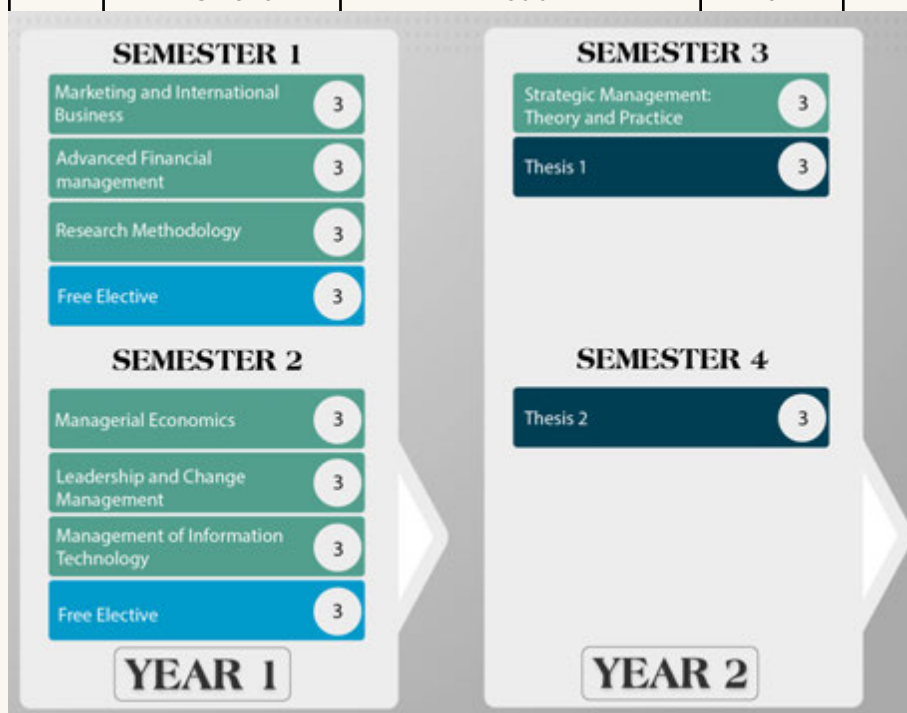 SEMESTER 1
Marketing and International
Business
3
Advanced Financial
management
3
Research Methodology
3
Free Elective
3
SEMESTER 2
Managerial Economics
3
Leadership and Change
Management
3
Management of Information
Technology
3
Free Elective
3
YEAR 1
SEMESTER 3
Strategic Management:
Theory and Practice
3
Thesis 1
3
SEMESTER 4
Thesis 2
3
YEAR 2